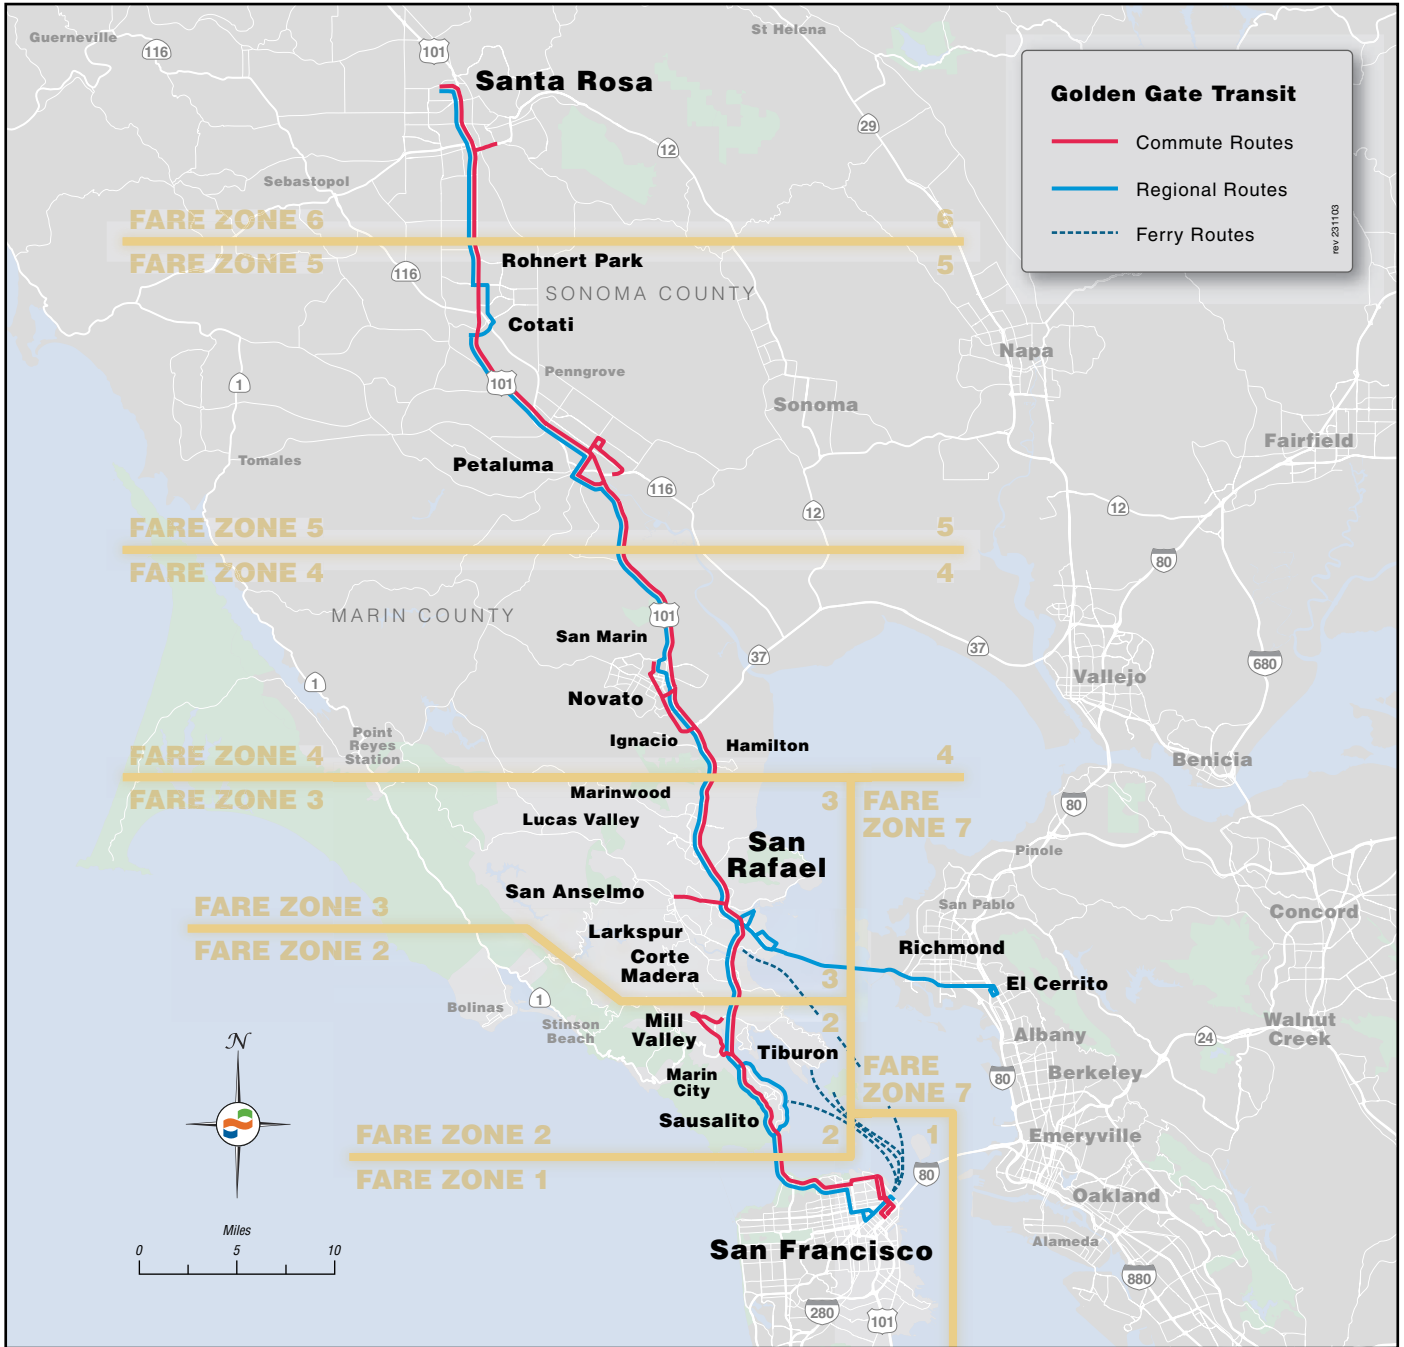 Guerneville
116
101
St Helena
Santa Rosa
Golden Gate Transit
Commute Routes
Regional Routes
Ferry Routes
rev 231103
29
12
Sebastopol
FARE ZONE 6
6
FARE ZONE 5
5
Rohnert Park
116
SONOMA COUNTY
Cotati
Napa
1
101
Penngrove
Sonoma
Fairfield
Tomales
Petaluma
116
12
12
FARE ZONE 5
5
80
FARE ZONE 4
4
MARIN COUNTY
101
San Marin
37
37
680
1
Vallejo
Novato
Point
Reyes
Station
Ignacio
Hamilton
FARE ZONE 4
4
Benicia
FARE ZONE 3
3
FARE
ZONE 7
Marinwood
80
Lucas Valley
San
Rafael
Pinole
San Anselmo
San Pablo
FARE ZONE 3
Concord
FARE ZONE 2
Larkspur
Corte
Madera
Richmond
3
El Cerrito
Bolinas
1
Stinson
Beach
Mill
Valley
2
Tiburon
Albany
24
Walnut
Creek
N
Marin
City
FARE
ZONE 7
80
Berkeley
Sausalito
FARE ZONE 2
2
1
Emeryville
FARE ZONE 1
80
Oakland
Miles
0
5
10
San Francisco
Alameda
880
280
101